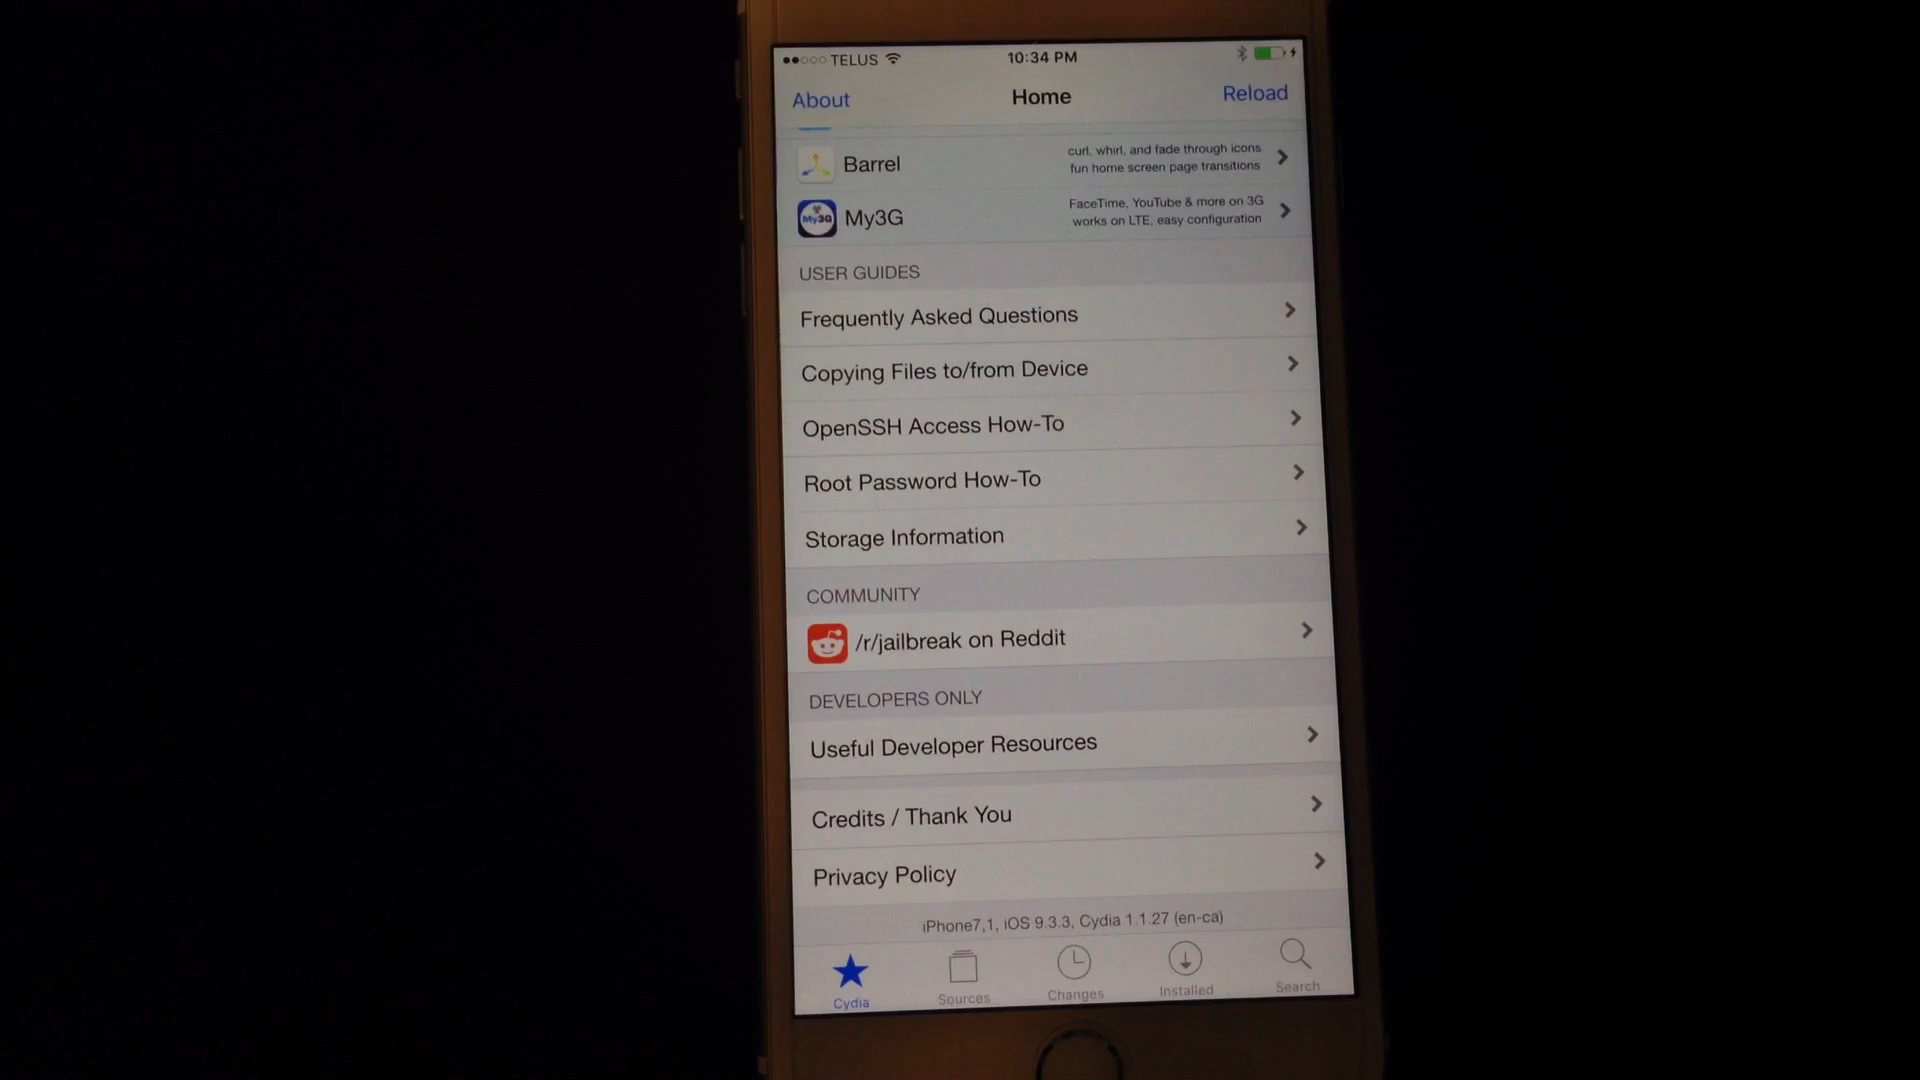 TELUS 10:34 PM
About Home Reload
Barrel
curl, whirl, and fade through icons
fun home screen page transitions
My3G
My3G
FaceTime, YouTube & more on 3G
works on LTE, easy configuration
USER GUIDES
Frequently Asked Questions
Copying Files to/from Device
OpenSSH Access How-To
Root Password How-To
Storage Information
COMMUNITY
/r/jailbreak on Reddit
DEVELOPERS ONLY
Useful Developer Resources
Credits / Thank You
Privacy Policy
iPhone7,1, iOS 9.3.3, Cydia 1.1.27 (en-ca)
Cydia Sources Changes Installed Search